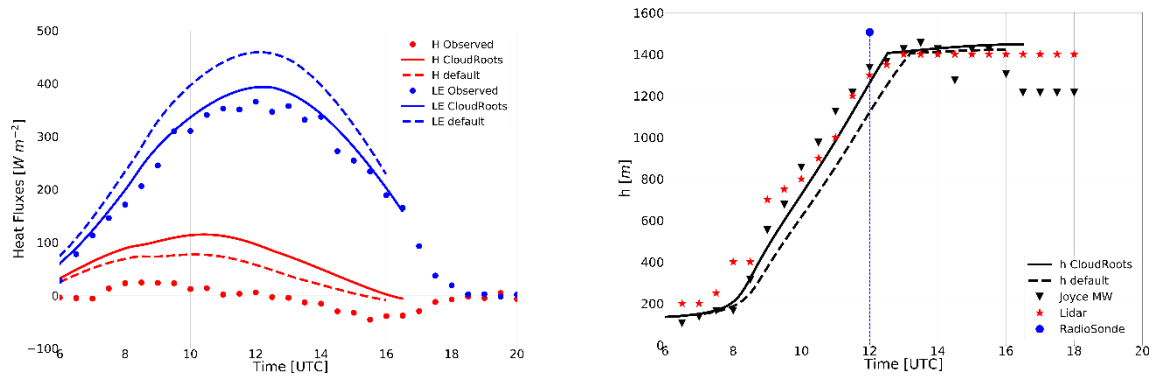 500
400
300
200
100
0
−100
Heat Fluxes [W m−2]
H Observed
H CloudRoots
H default
LE Observed
LE CloudRoots
LE default
6 8 10 12 14 16 18 20
Time [UTC]
1600
1400
1200
1000
800
600
400
200
0
h [m]
h CloudRoots
h default
Joyce MW
Lidar
RadioSonde
6 8 10 12 14 16 18 20
Time [UTC]